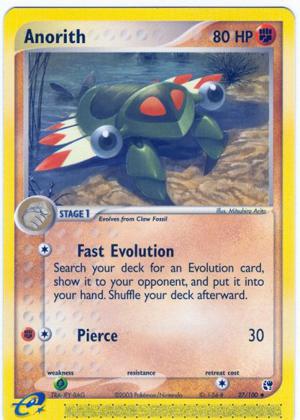 Anorith 80 HP
Illus. Mitsuhiro Arita
STAGE 1
Evolves from Claw Fossil
Fast Evolution
Search your deck for an Evolution card,
show it to your opponent, and put it into
your hand. Shuffle your deck afterward.
Pierce 30
weakness resistance retreat cost
©2003 Pokémon/Nintendo 27/100
e